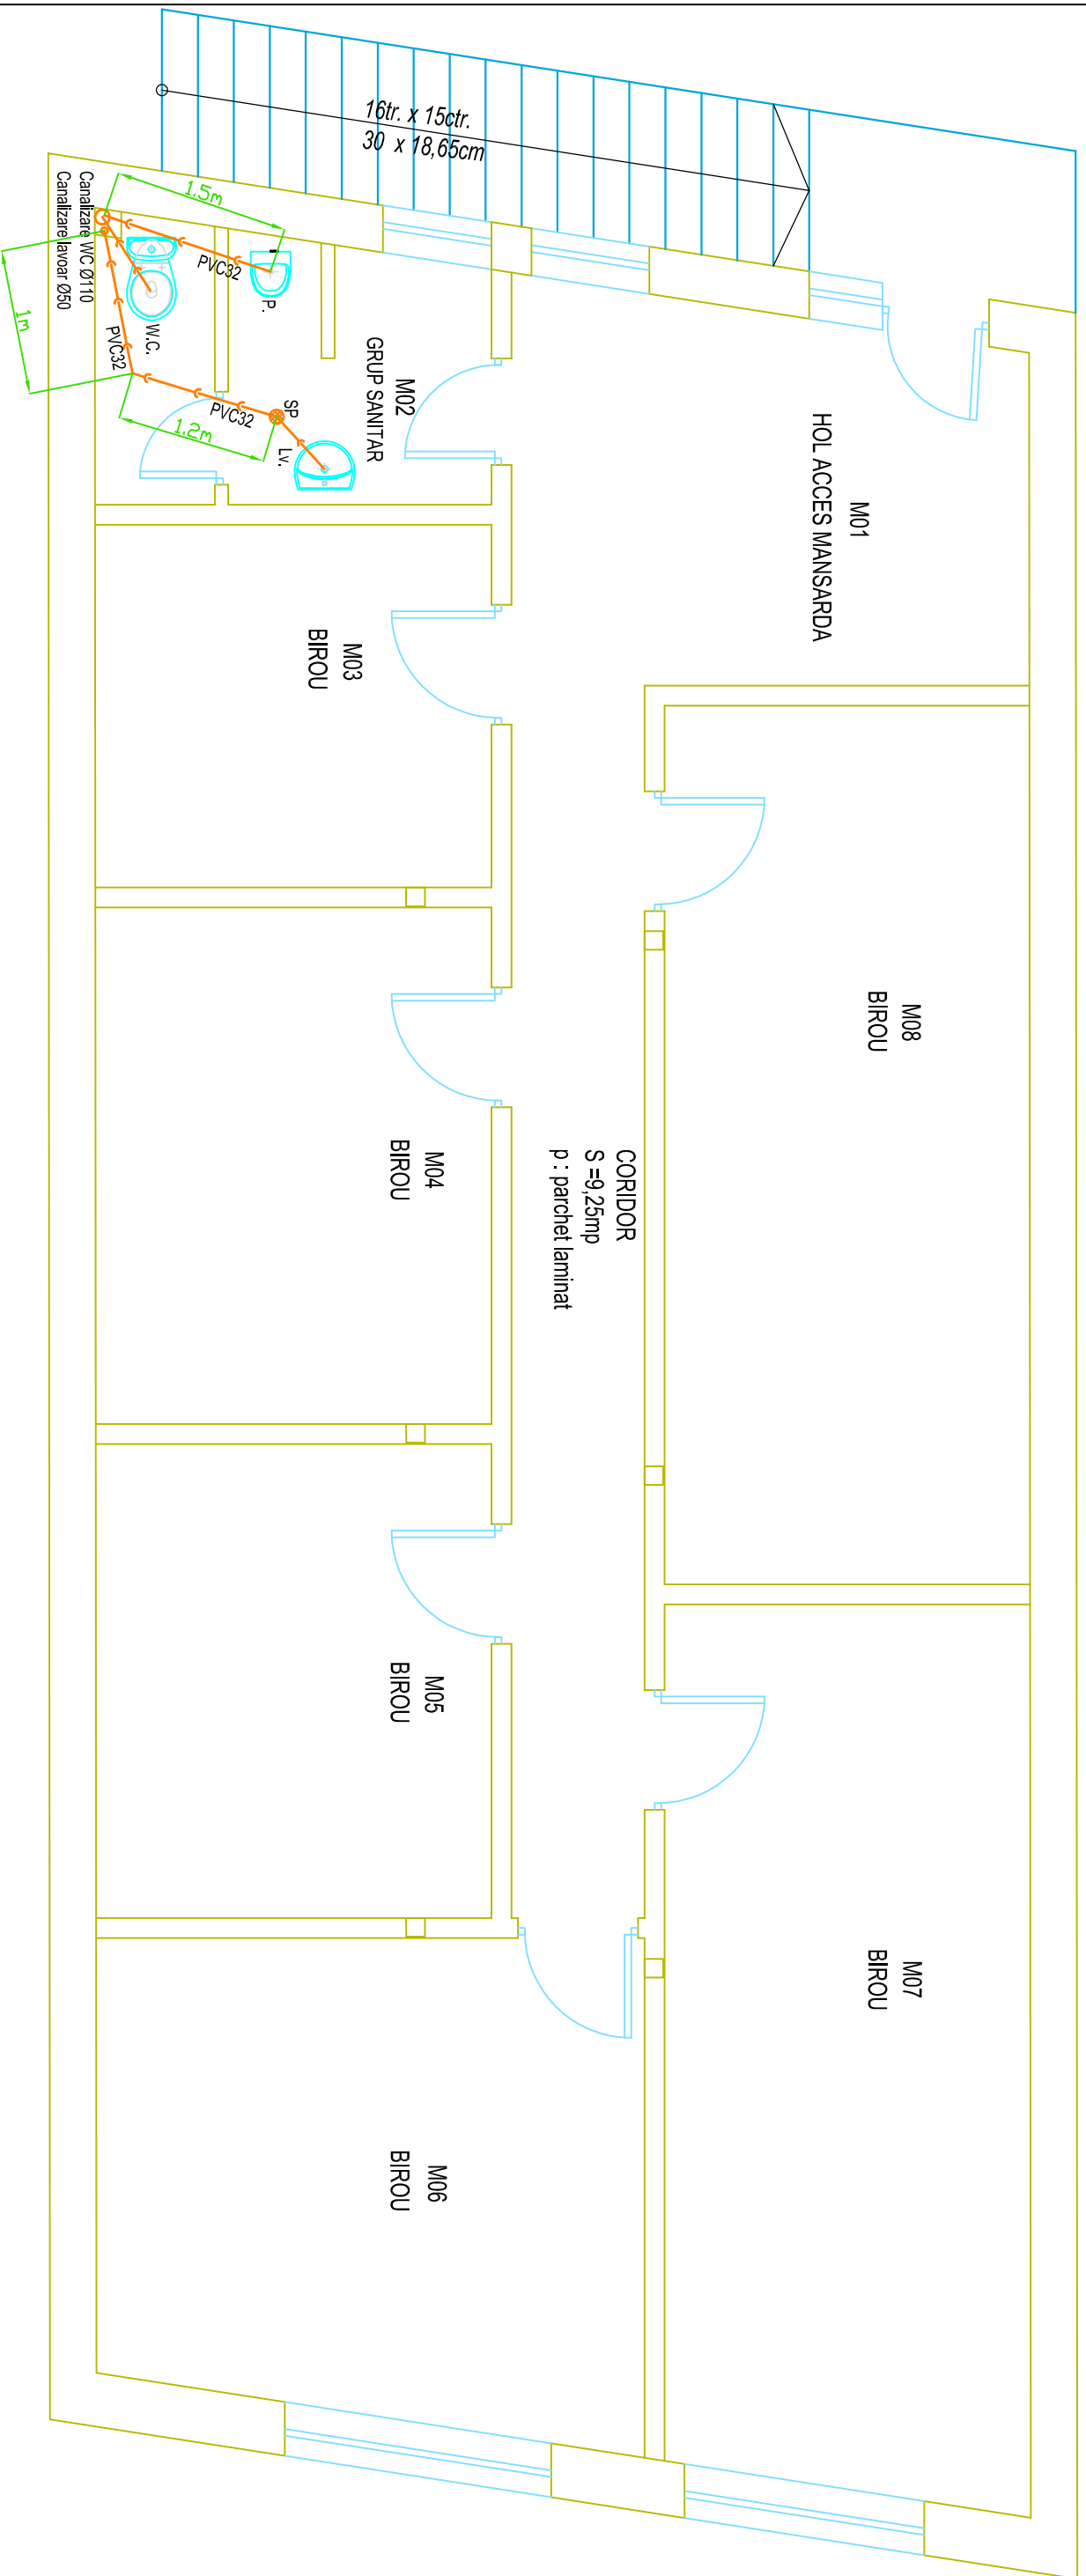 16tr. x 15ctr.
30 x 18,65cm
M01
HOL ACCES MANSARDA
M02
GRUP SANITAR
1.5m
PVC32
P.
W.C.
PVC32
1m
Canalizare WC Ø110
Canalizare lavoar Ø50
PVC32
1.2m
SP
Lv.
M03
BIROU
M08
BIROU
M04
BIROU
CORIDOR
S =9,25mp
p : parchet laminat
M05
BIROU
M07
BIROU
M06
BIROU